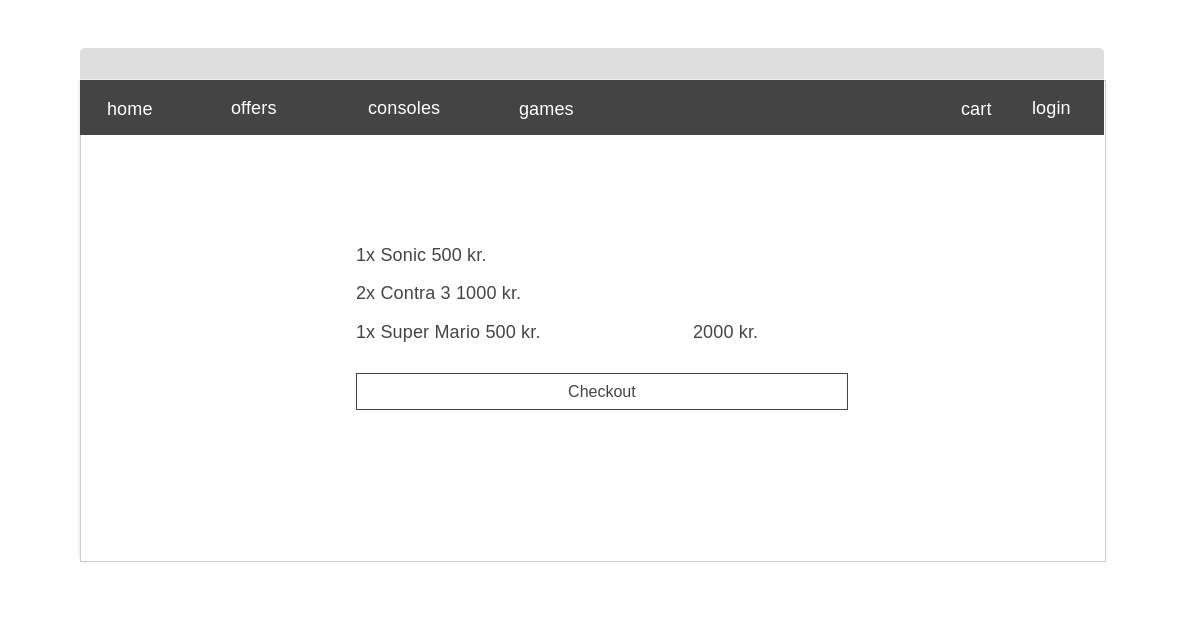 home offers consoles games cart login
1x Sonic 500 kr.
2x Contra 3 1000 kr.
1x Super Mario 500 kr. 2000 kr.
Checkout